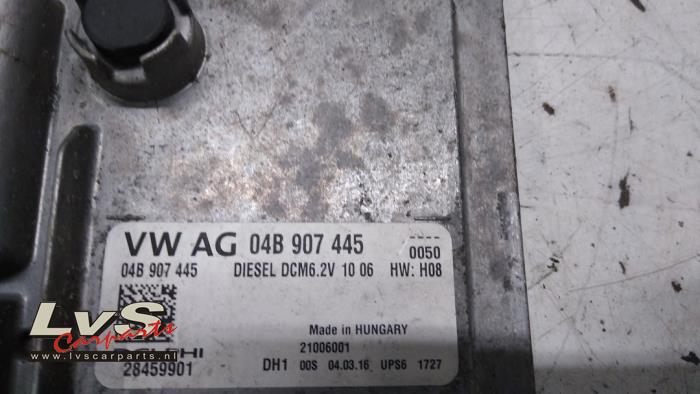 VW AG 04B 907 445
0050
04B 907 445 DIESEL DCM6.2V 10 06 HW: H08
Made in HUNGARY
21006001
28459901 DH1 00S 04.03.16 UPS6 1727
LvS
Carparts
www.lvscarparts.nl